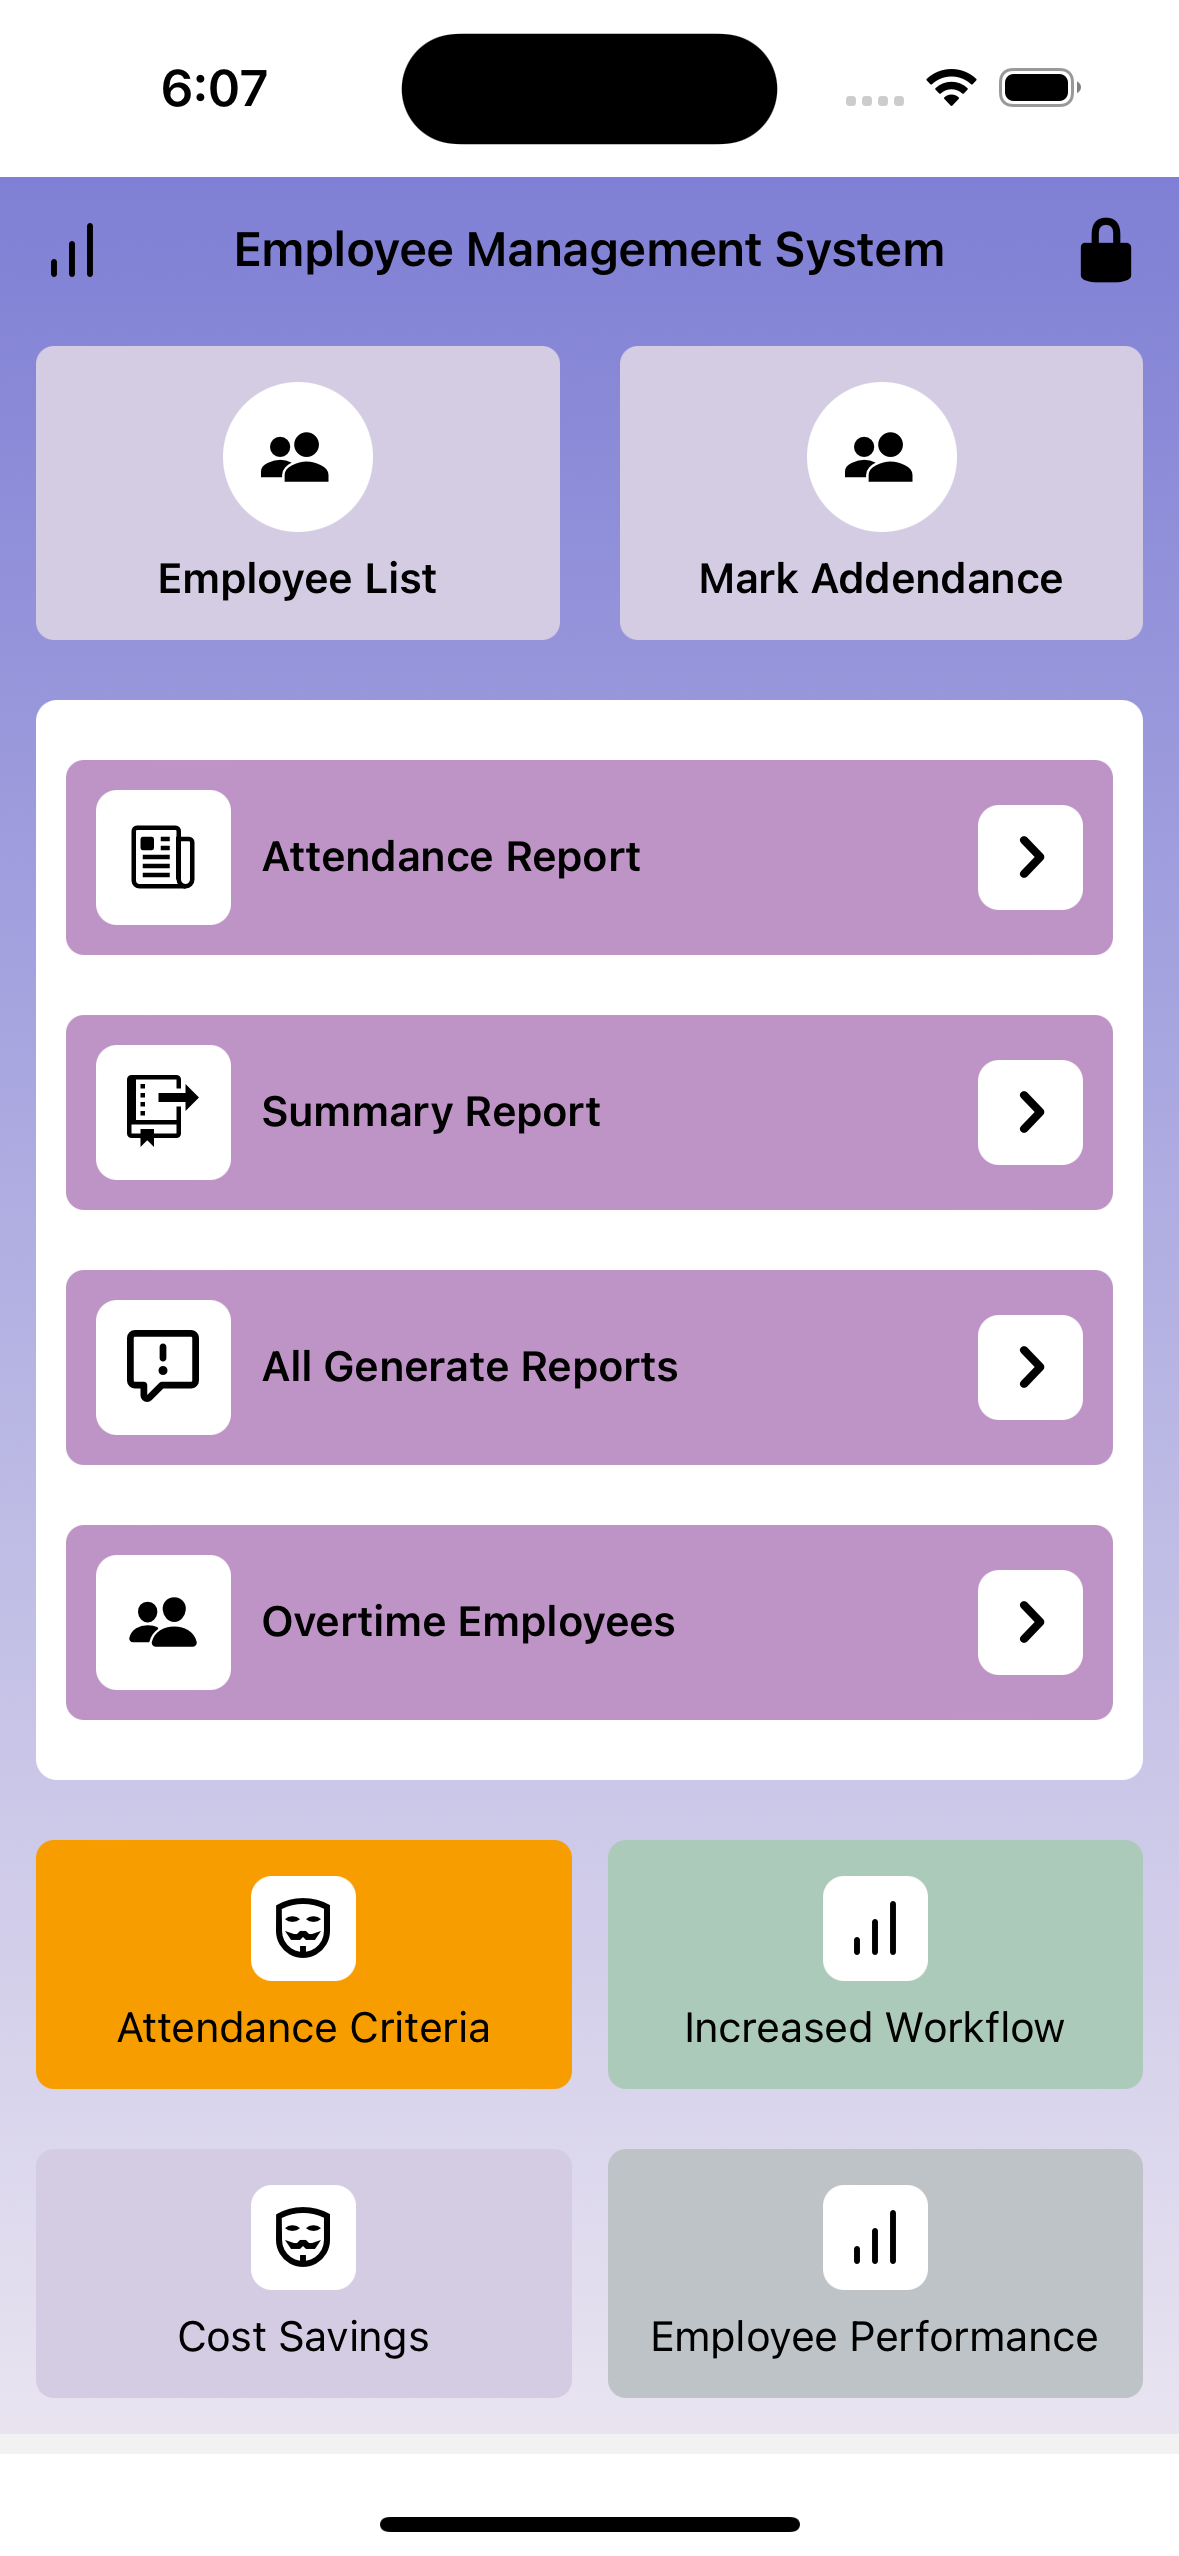 6:07
Employee Management System
Employee List
Mark Addendance
Attendance Report
Summary Report
All Generate Reports
Overtime Employees
Attendance Criteria
Increased Workflow
Cost Savings
Employee Performance